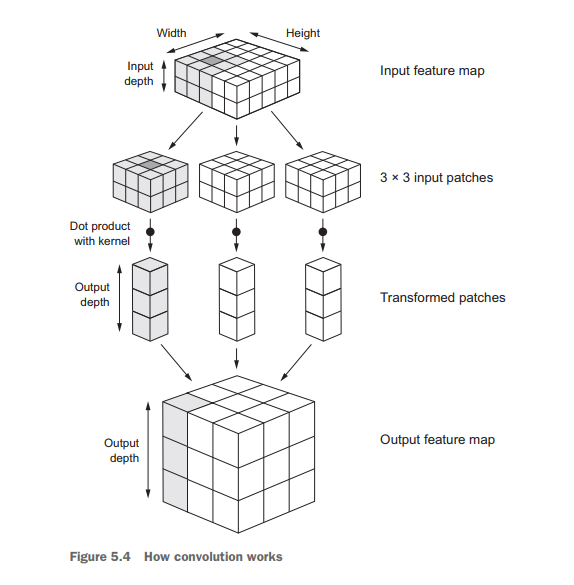 Width
Height
Input
depth
Input feature map
3 × 3 input patches
Dot product
with kernel
Output
depth
Transformed patches
Output
depth
Output feature map
Figure 5.4 How convolution works